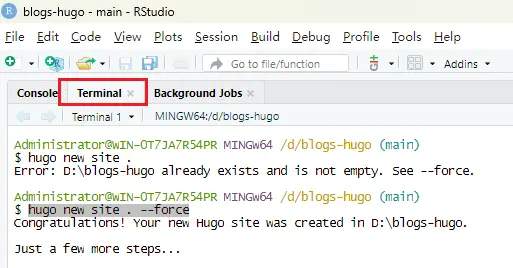 blogs-hugo - main - RStudio
File Edit Code View Plots Session Build Debug Profile Tools
Go to file/function Addins
Console Terminal Background Jobs
Terminal 1 MINGW64:/d/blogs-hugo
Administrator@WIN-OT7JA7R54PR MINGW64 /d/blogs-hugo (main)
$ hugo new site .
Error: D:\blogs-hugo already exists and is not empty. See --force.
Administrator@WIN-OT7JA7R54PR MINGW64 /d/blogs-hugo (main)
$ hugo new site . --force
Congratulations! Your new Hugo site was created in D:\blogs-hugo.
Just a few more steps...